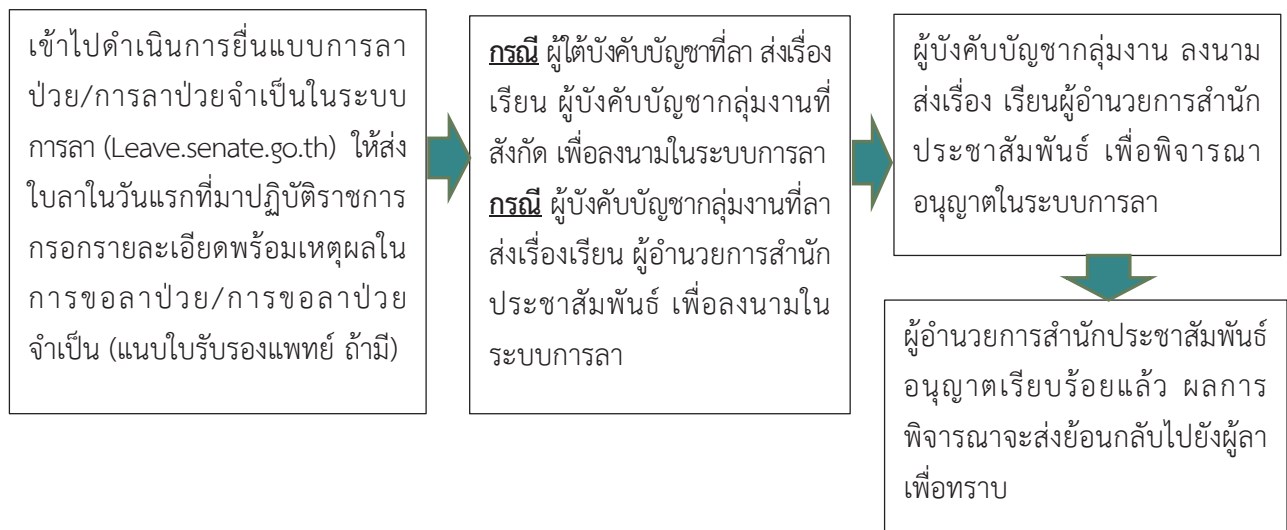 เข้าไปดำเนินการยื่นแบบการลา
ป่วย/การลาป่วยจำเป็นในระบบ
การลา (Leave.senate.go.th) ให้ส่ง
ใบลาในวันแรกที่มาปฏิบัติราชการ
กรอกรายละเอียดพร้อมเหตุผลใน
การขอลาป่วย/การขอลาป่วย
จำเป็น (แนบใบรับรองแพทย์ ถ้ามี)
กรณี ผู้ใต้บังคับบัญชาที่ลา ส่งเรื่อง
เรียน ผู้บังคับบัญชากลุ่มงานที่
สังกัด เพื่อลงนามในระบบการลา
กรณี ผู้บังคับบัญชากลุ่มงานที่ลา
ส่งเรื่องเรียน ผู้อำนวยการสำนัก
ประชาสัมพันธ์ เพื่อลงนามใน
ระบบการลา
ผู้บังคับบัญชากลุ่มงาน ลงนาม
ส่งเรื่อง เรียนผู้อำนวยการสำนัก
ประชาสัมพันธ์ เพื่อพิจารณา
อนุญาตในระบบการลา
ผู้อำนวยการสำนักประชาสัมพันธ์
อนุญาตเรียบร้อยแล้ว ผลการ
พิจารณาจะส่งย้อนกลับไปยังผู้ลา
เพื่อทราบ